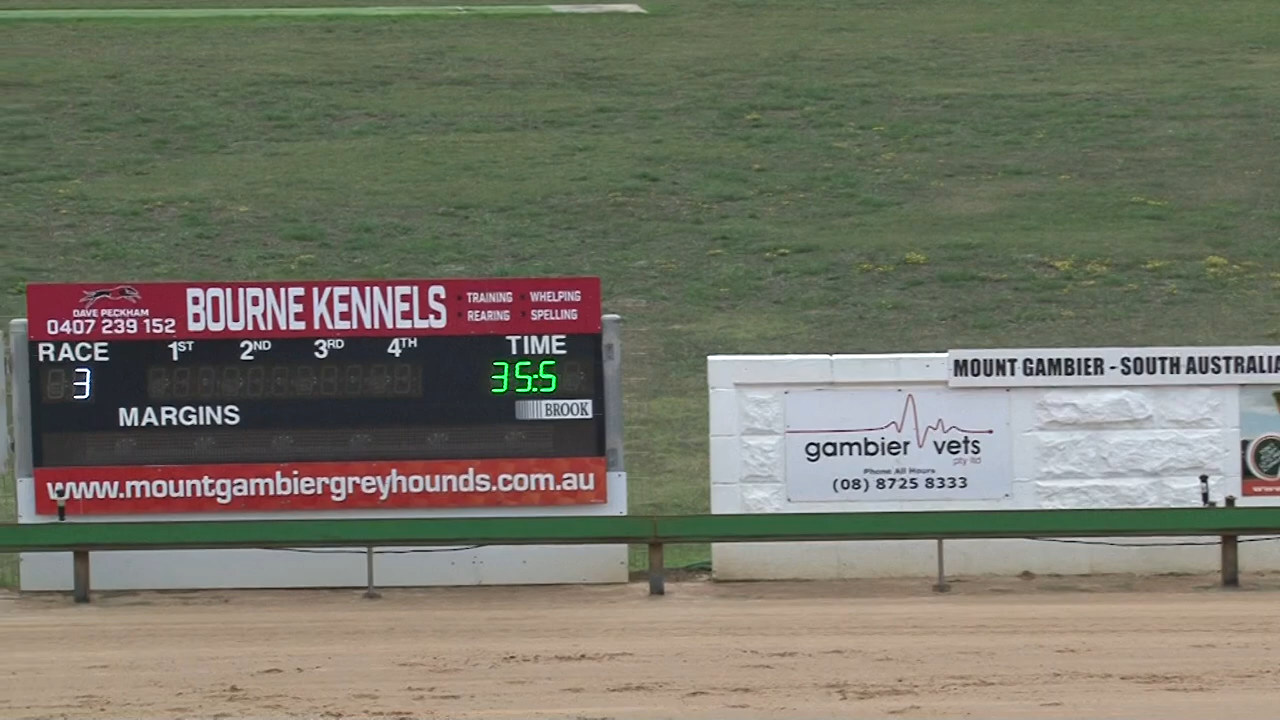 DAVE PECKHAM
0407 239 152
BOURNE KENNELS
TRAINING WHELPING
REARING SPELLING
RACE 1ST 2ND 3RD 4TH TIME
3 35:5
MARGINS
BROOK
www.mountgambiergreyhounds.com.au
MOUNT GAMBIER - SOUTH AUSTRALIA
gambier vets
pty ltd
Phone All Hours
(08) 8725 8333